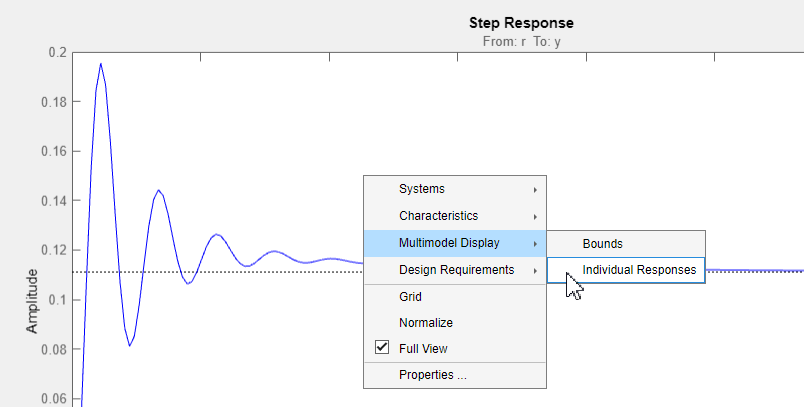 Step Response
From: r To: y
0.2
0.18
0.16
0.14
0.12
0.1
0.08
0.06
Amplitude
Systems
Characteristics
Multimodel Display
Design Requirements
Grid
Normalize
Full View
Properties ...
Bounds
Individual Responses